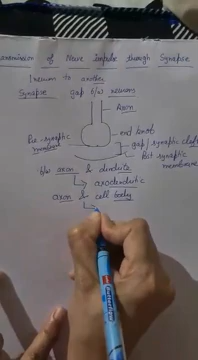 Transmission of Nerve Impulse through Synapse
1 neuron to another
Synapse gap b/w neurons
Axon
Pre-synaptic
membrane
end knob
gap/synaptic cleft
Post synaptic
membrane
b/w axon & dendrite
→ axodendritic
axon & cell body